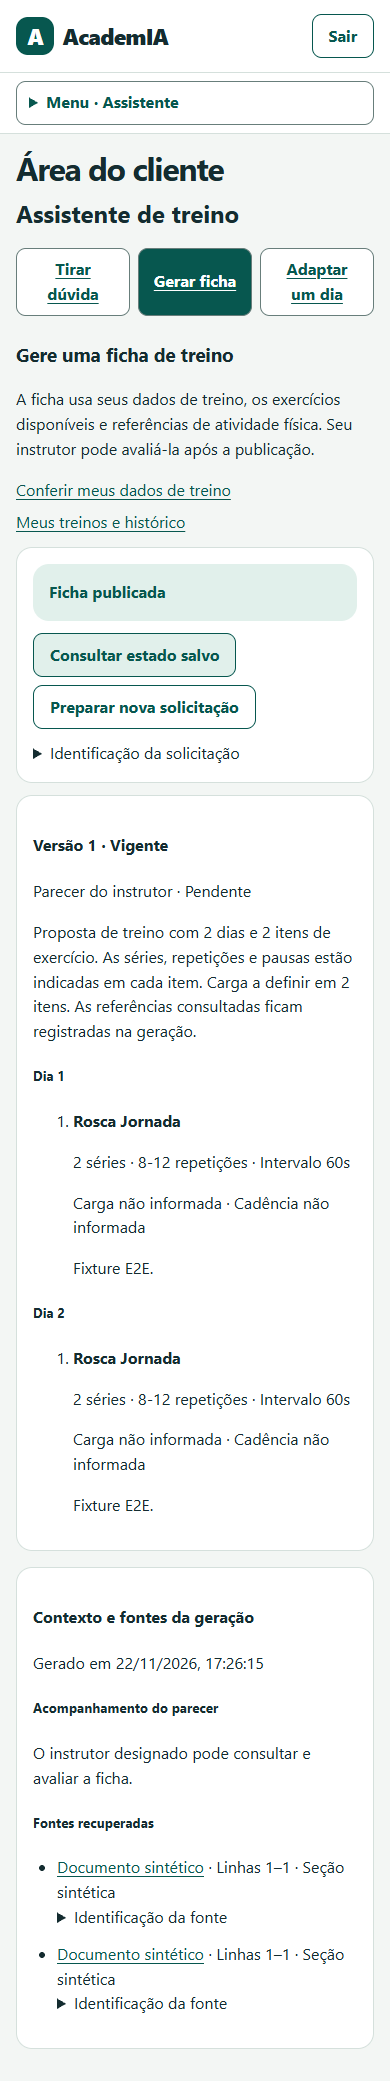 A AcademIA
Sair
Menu · Assistente
Área do cliente
Assistente de treino
Tirar
dúvida
Gerar ficha
Adaptar
um dia
Gere uma ficha de treino
A ficha usa seus dados de treino, os exercícios
disponíveis e referências de atividade física. Seu
instrutor pode avaliá-la após a publicação.
Conferir meus dados de treino
Meus treinos e histórico
Ficha publicada
Consultar estado salvo
Preparar nova solicitação
Identificação da solicitação
Versão 1 · Vigente
Parecer do instrutor · Pendente
Proposta de treino com 2 dias e 2 itens de
exercício. As séries, repetições e pausas estão
indicadas em cada item. Carga a definir em 2
itens. As referências consultadas ficam
registradas na geração.
Dia 1
1. Rosca Jornada
2 séries · 8-12 repetições · Intervalo 60s
Carga não informada · Cadência não
informada
Fixture E2E.
Dia 2
1. Rosca Jornada
2 séries · 8-12 repetições · Intervalo 60s
Carga não informada · Cadência não
informada
Fixture E2E.
Contexto e fontes da geração
Gerado em 22/11/2026, 17:26:15
Acompanhamento do parecer
O instrutor designado pode consultar e
avaliar a ficha.
Fontes recuperadas
• Documento sintético · Linhas 1–1 · Seção
sintética
Identificação da fonte
• Documento sintético · Linhas 1–1 · Seção
sintética
Identificação da fonte